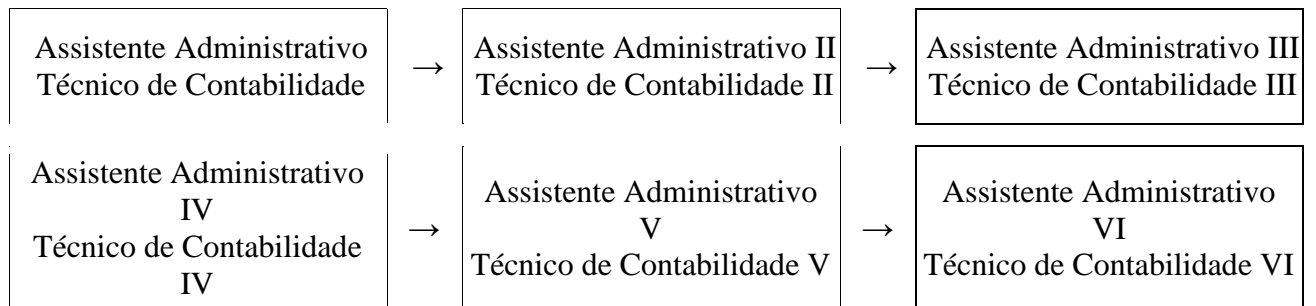 Assistente Administrativo
Técnico de Contabilidade
→
Assistente Administrativo II
Técnico de Contabilidade II
→
Assistente Administrativo III
Técnico de Contabilidade III
Assistente Administrativo
IV
Técnico de Contabilidade
IV
→
Assistente Administrativo
V
Técnico de Contabilidade V
→
Assistente Administrativo
VI
Técnico de Contabilidade VI